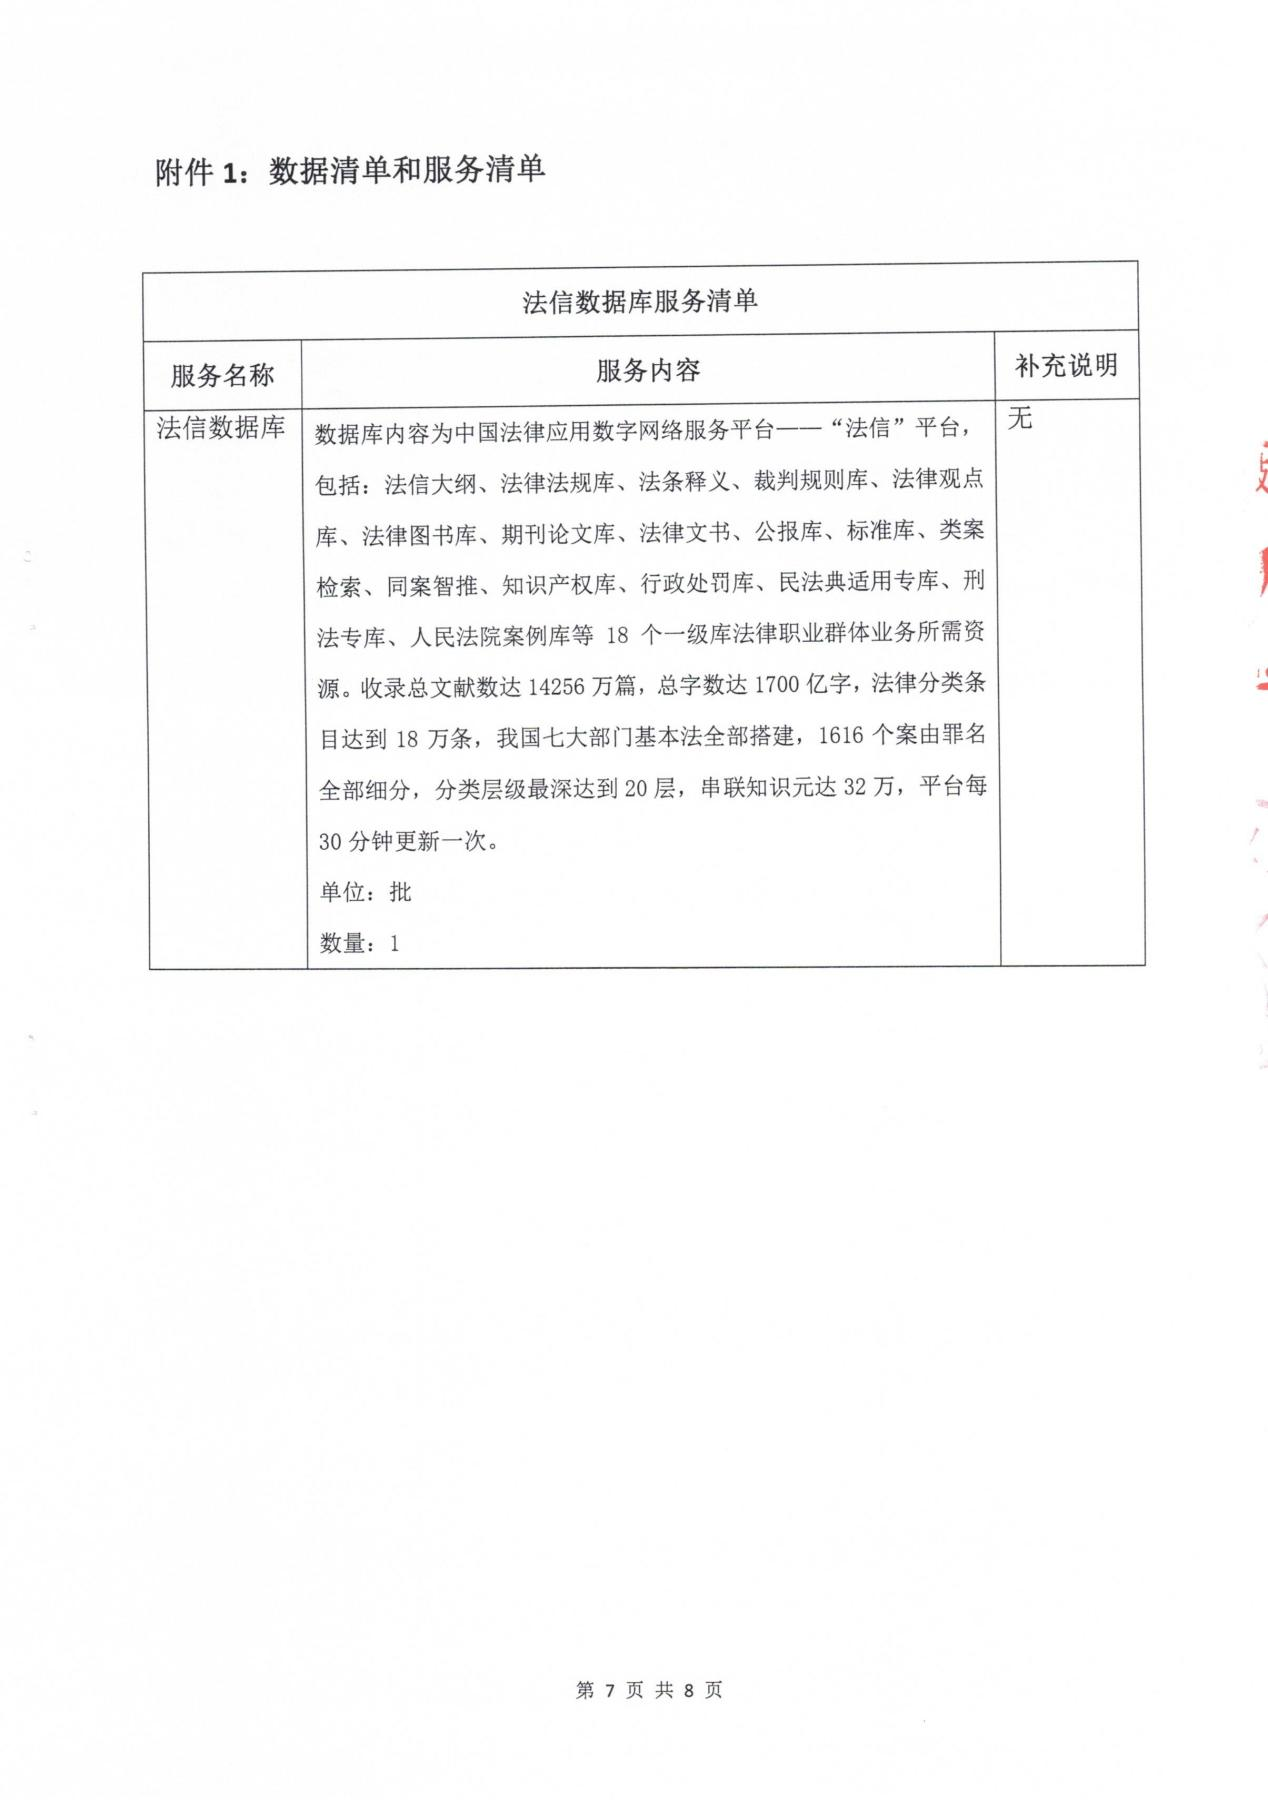 附件 1：数据清单和服务清单
法信数据库服务清单
服务名称
服务内容
补充说明
法信数据库
数据库内容为中国法律应用数字网络服务平台——“法信”平台，
包括：法信大纲、法律法规库、法条释义、裁判规则库、法律观点
库、法律图书库、期刊论文库、法律文书、公报库、标准库、类案
检索、同案智推、知识产权库、行政处罚库、民法典适用专库、刑
法专库、人民法院案例库等 18 个一级库法律职业群体业务所需资
源。收录总文献数达 14256 万篇，总字数达 1700 亿字，法律分类条
目达到 18 万条，我国七大部门基本法全部搭建，1616 个案由罪名
全部细分，分类层级最深达到 20 层，串联知识元达 32 万，平台每
30 分钟更新一次。
单位：批
数量：1
无
第 7 页 共 8 页